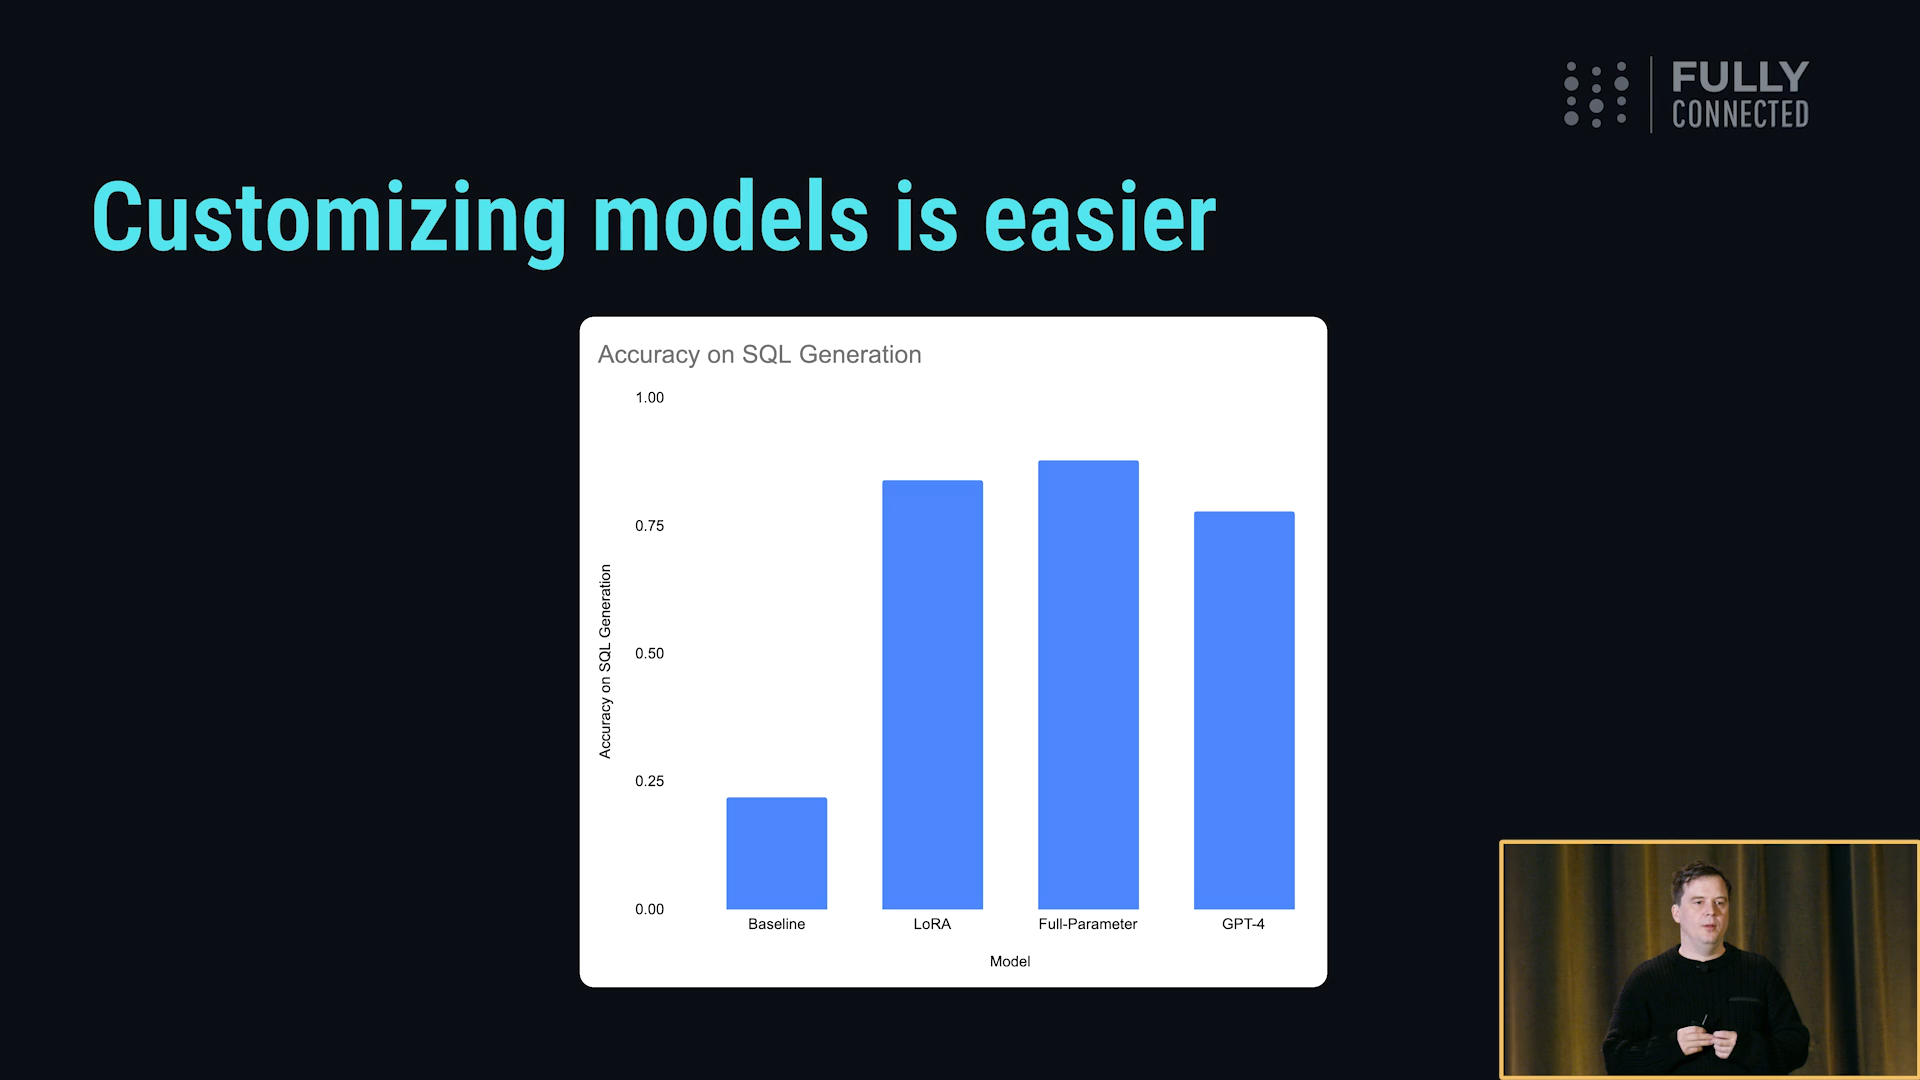 FULLY
CONNECTED
Customizing models is easier
Accuracy on SQL Generation
1.00
0.75
0.50
0.25
0.00
Accuracy on SQL Generation
Baseline
LoRA
Full-Parameter
GPT-4
Model